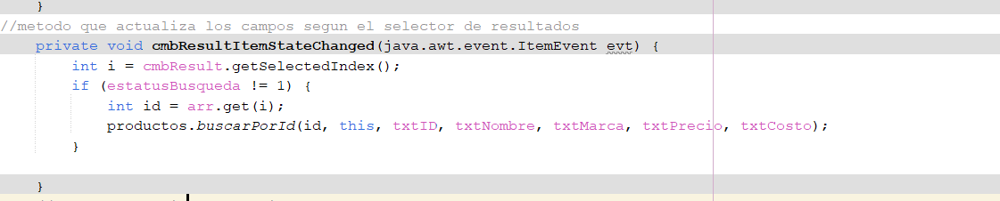 }
//metodo que actualiza los campos segun el selector de resultados
private void cmbResultItemStateChanged(java.awt.event.ItemEvent evt) {
int i = cmbResult.getSelectedIndex();
if (estatusBusqueda != 1) {
int id = arr.get(i);
productos.buscarPorId(id, this, txtID, txtNombre, txtMarca, txtPrecio, txtCosto);
}
}